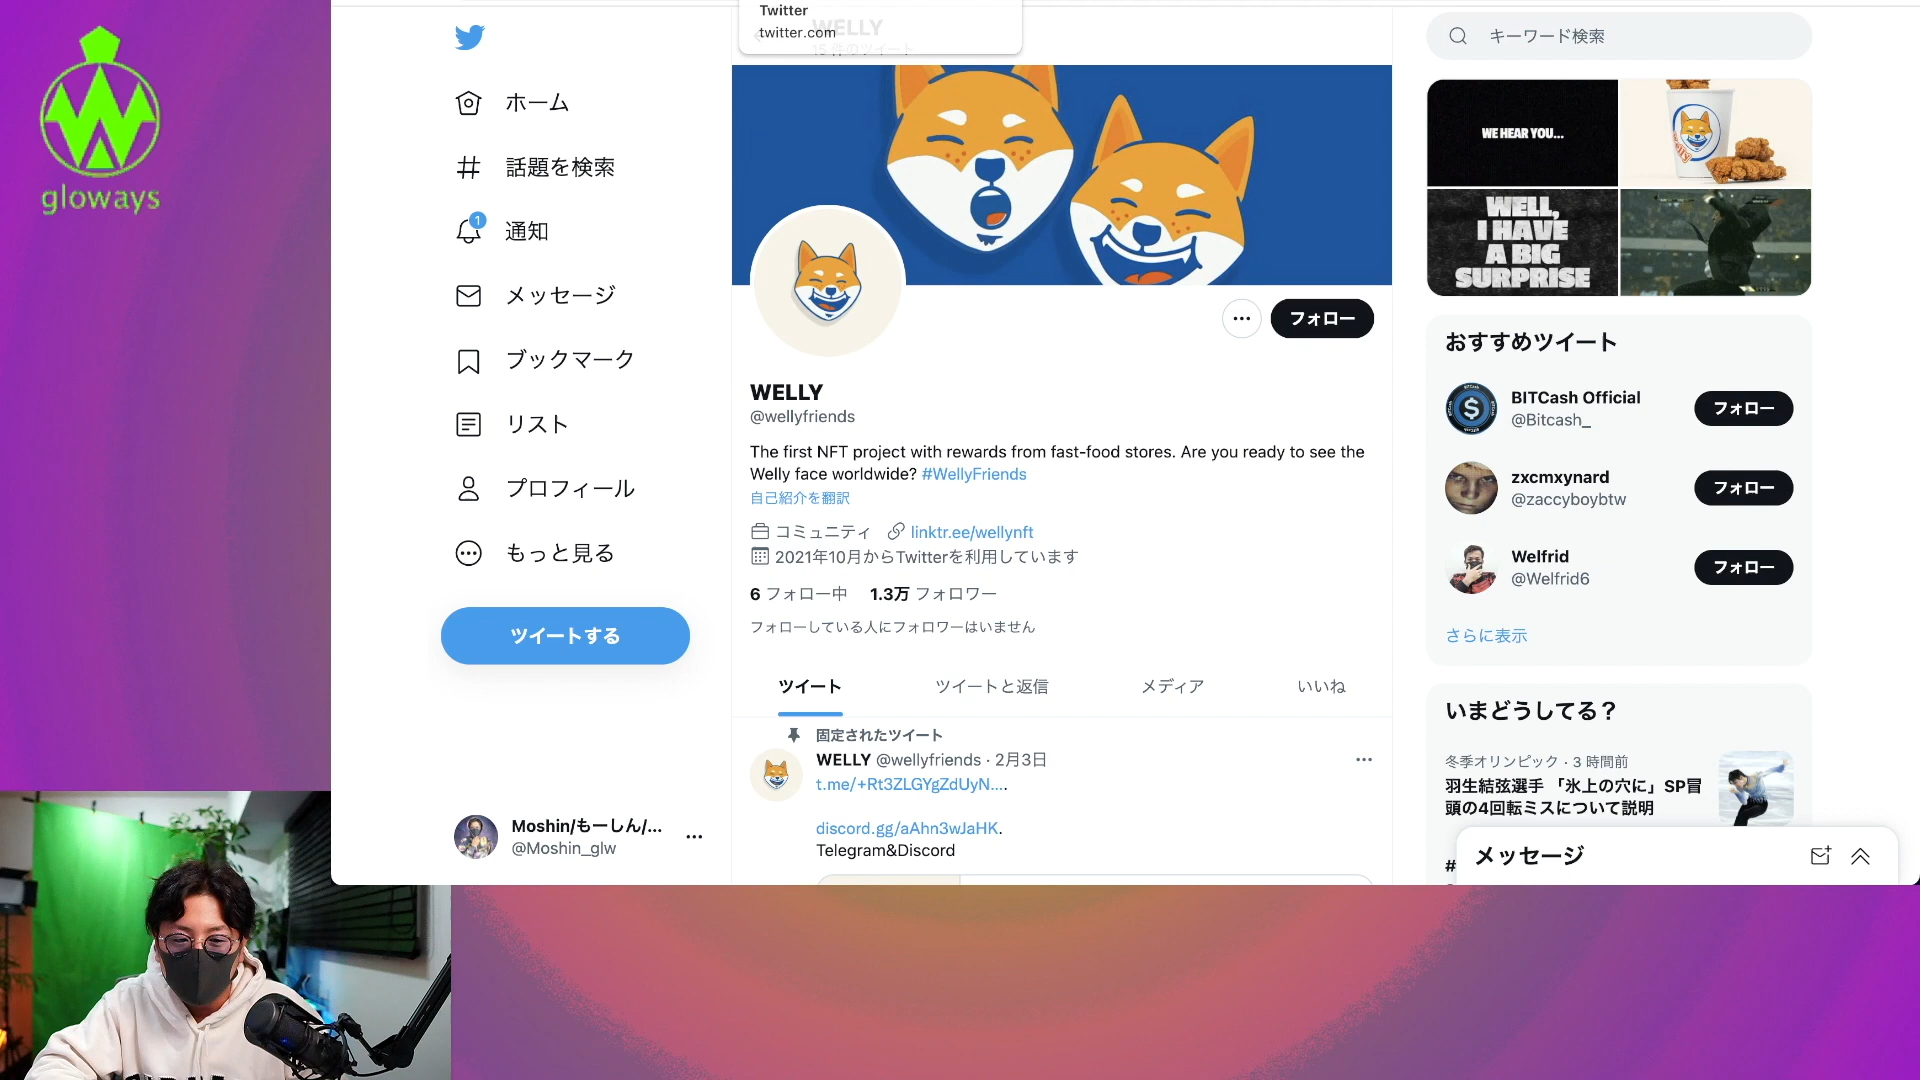 gloways
Twitter
twitter.com
WELLY
15 件のツイート
ホーム
話題を検索
1
通知
メッセージ
ブックマーク
リスト
プロフィール
もっと見る
ツイートする
Moshin/もーしん/...
@Moshin_glw
フォロー
WELLY
@wellyfriends
The first NFT project with rewards from fast-food stores. Are you ready to see the
Welly face worldwide? #WellyFriends
自己紹介を翻訳
コミュニティ linktr.ee/wellynft
2021年10月からTwitterを利用しています
6 フォロー中 1.3万 フォロワー
フォローしている人にフォロワーはいません
ツイート ツイートと返信 メディア いいね
固定されたツイート
WELLY @wellyfriends · 2月3日
t.me/+Rt3ZLGYgZdUyN....
discord.gg/aAhn3wJaHK.
Telegram&Discord
キーワード検索
WE HEAR YOU...
Welly
WELL,
I HAVE
A BIG
SURPRISE
おすすめツイート
BITCash Official
@Bitcash_
フォロー
zxcmxynard
@zaccyboybtw
フォロー
Welfrid
@Welfrid6
フォロー
さらに表示
いまどうしてる？
冬季オリンピック · 3 時間前
羽生結弦選手 「氷上の穴に」SP冒
頭の4回転ミスについて説明
#
メッセージ